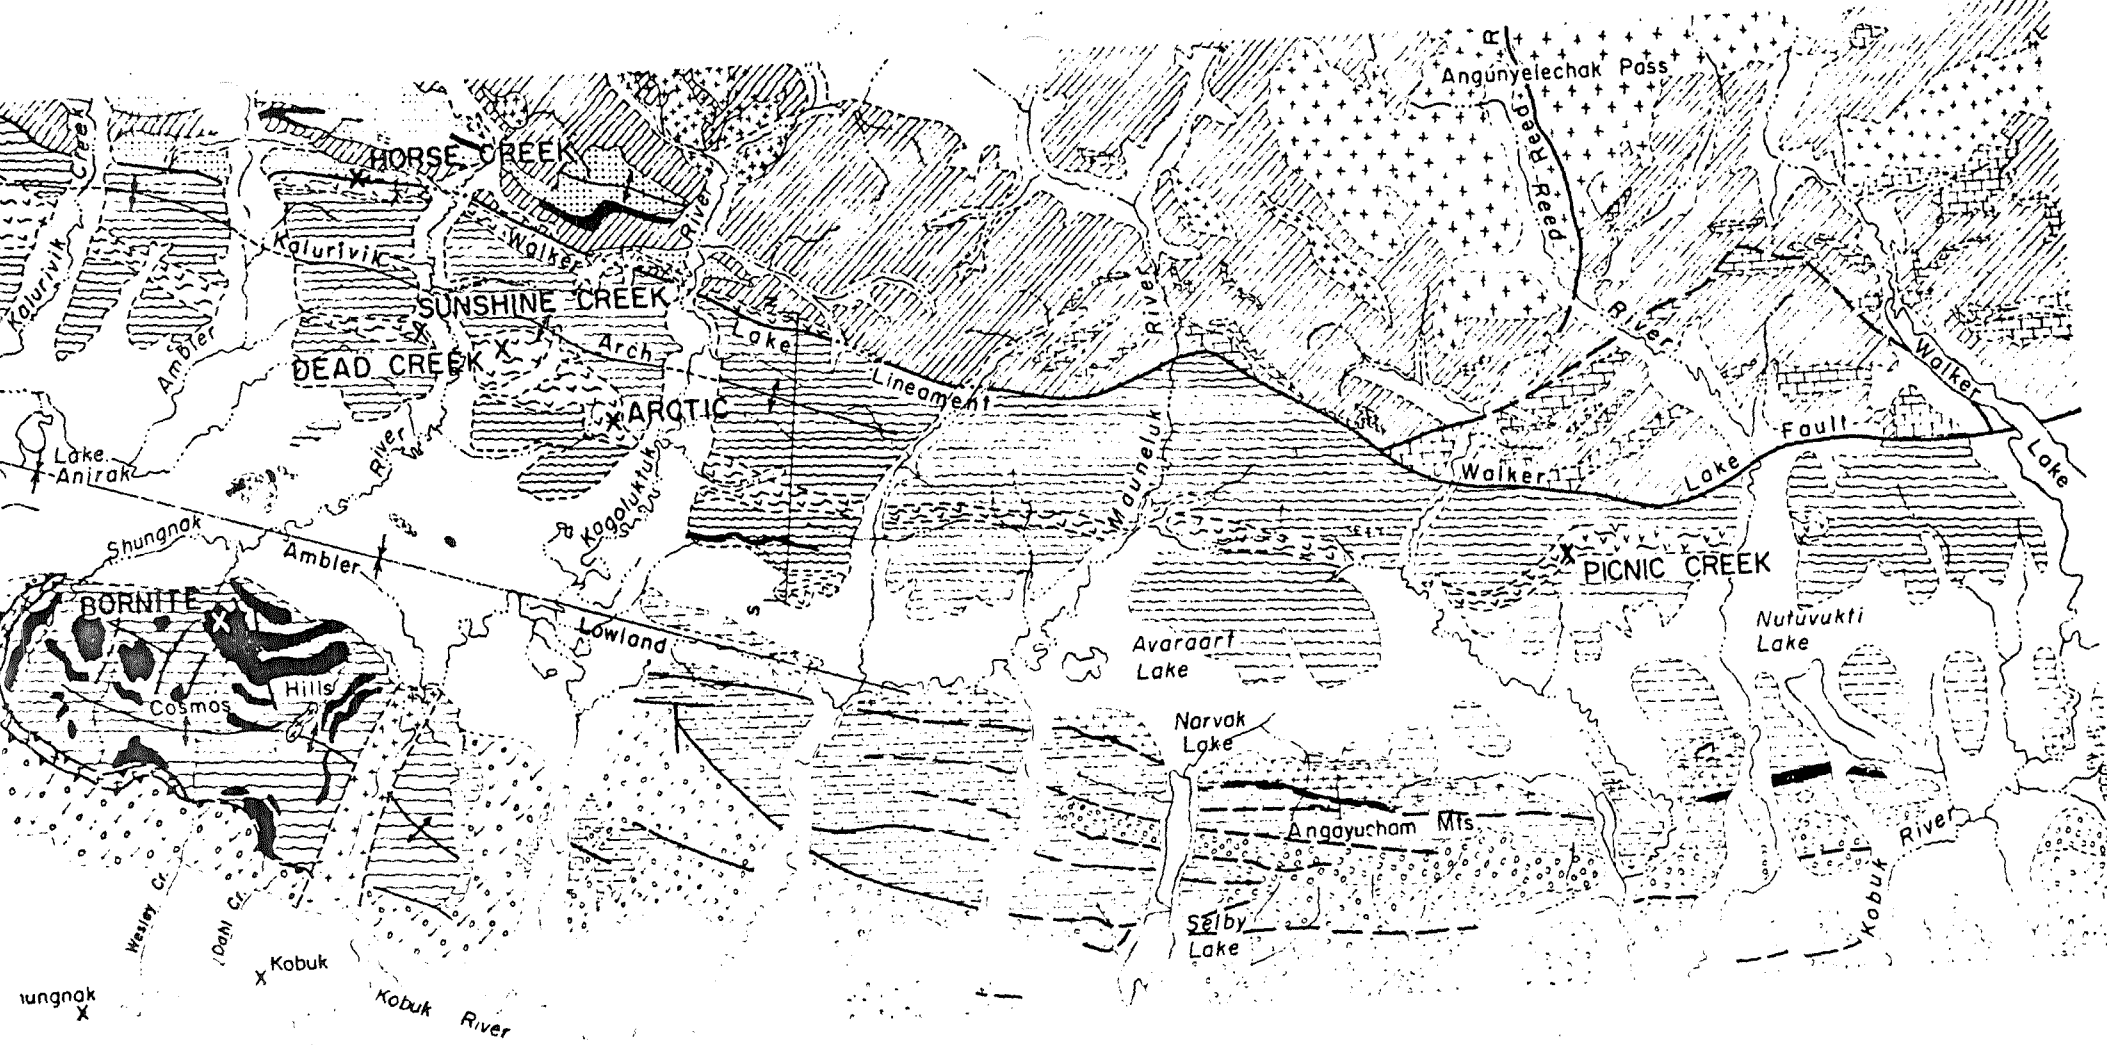 R
Angunyelechak Pass
Creek
Kalurivik
HORSE CREEK
River
Reed
Reed
Kalurivik
Walker
SUNSHINE CREEK
N
Lake
River
River
Ambler
DEAD CREEK
Arch
Lineament
Walker
ARCTIC
Fault
Lake
Anirak
River
Mauneluk
Walker
Lake
Lake
Kogoluktuk
R
Shungnak
Ambler
PICNIC CREEK
BORNITE
S
Lowland
Avaraart
Lake
Nutuvukti
Lake
Hills
Cosmos
Narvak
Lake
Angayucham Mts
River
Kobuk
Wesley Cr.
Dahl Cr.
Selby
Lake
Kobuk
ungnak
Kobuk River